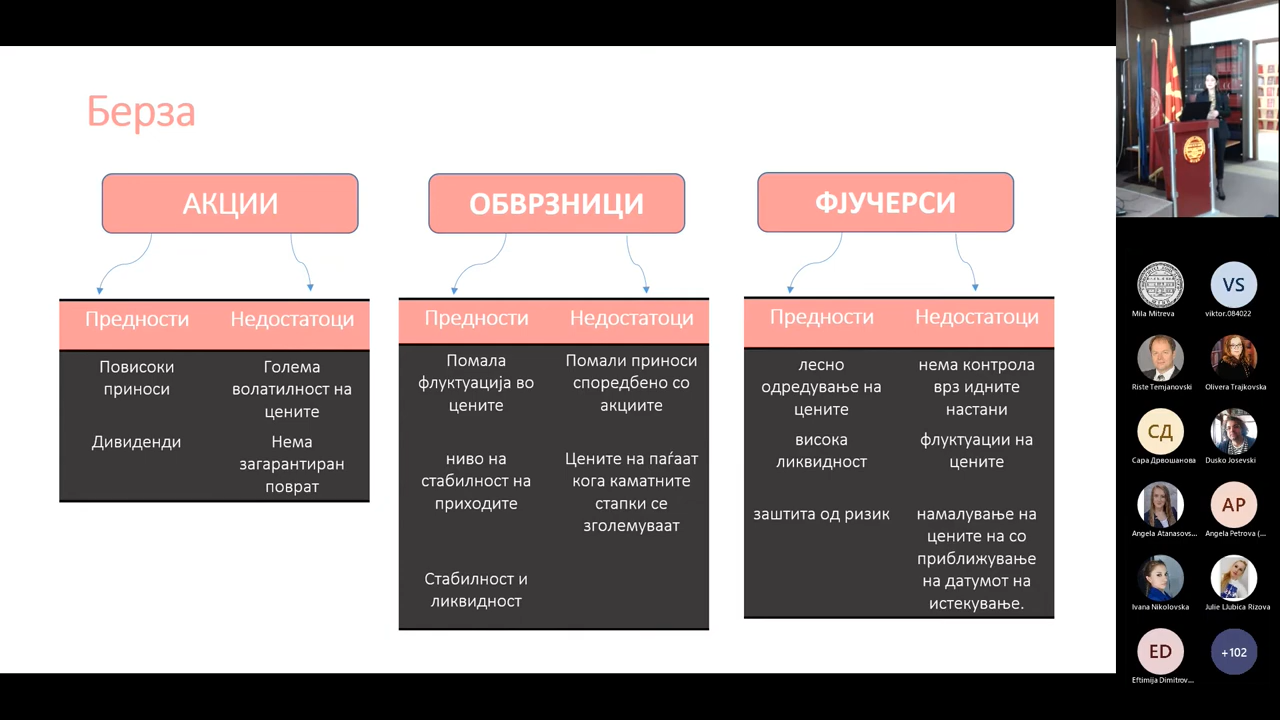 Берза
АКЦИИ
ОБВРЗНИЦИ
ФЈУЧЕРСИ
Предности
Недостатоци
Повисоки
приноси
Голема
волатилност на
цените
Дивиденди
Нема
загарантиран
поврат
Предности
Недостатоци
Помала
флуктуација во
цените
Помали приноси
споредбено со
акциите
ниво на
стабилност на
приходите
Цените на паѓаат
кога каматните
стапки се
зголемуваат
Стабилност и
ликвидност
Предности
Недостатоци
лесно
одредување на
цените
нема контрола
врз идните
настани
висока
ликвидност
флуктуации на
цените
заштита од ризик
намалување на
цените на со
приближување
на датумот на
истекување.
Mila Mitreva
VS
viktor.084022
Riste Temjanovski
Olivera Trajkovska
СД
Сара Дрвошанова
Dusko Josevski
Angela Atanasovs...
AP
Angela Petrova (...
Ivana Nikolovska
Julie LJubica Rizova
ED
Eftimija Dimitrov...
+102